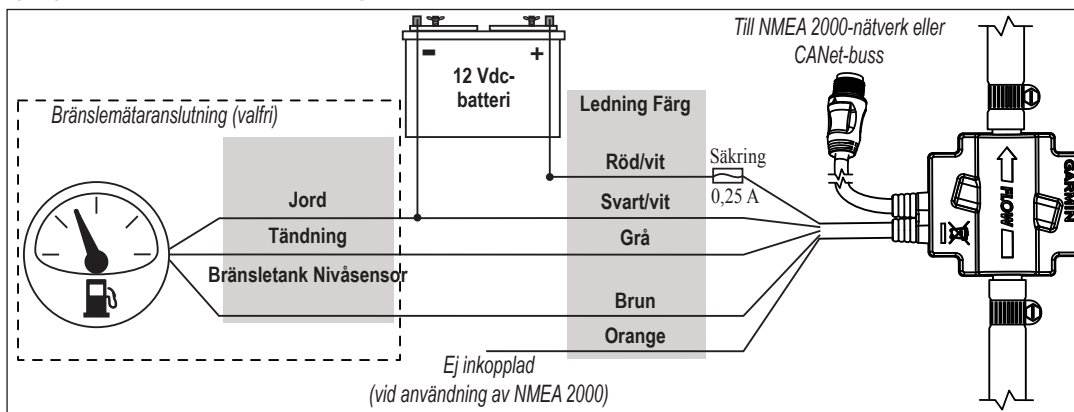 Till NMEA 2000-nätverk eller
CANet-buss
-
+
12 Vdc-
batteri
Bränslemätaranslutning (valfri)
Ledning Färg
Röd/vit
Säkring
0,25 A
Jord
Svart/vit
Tändning
Grå
Bränsletank Nivåsensor
Brun
Orange
Ej inkopplad
(vid användning av NMEA 2000)
GARMIN
FLOW